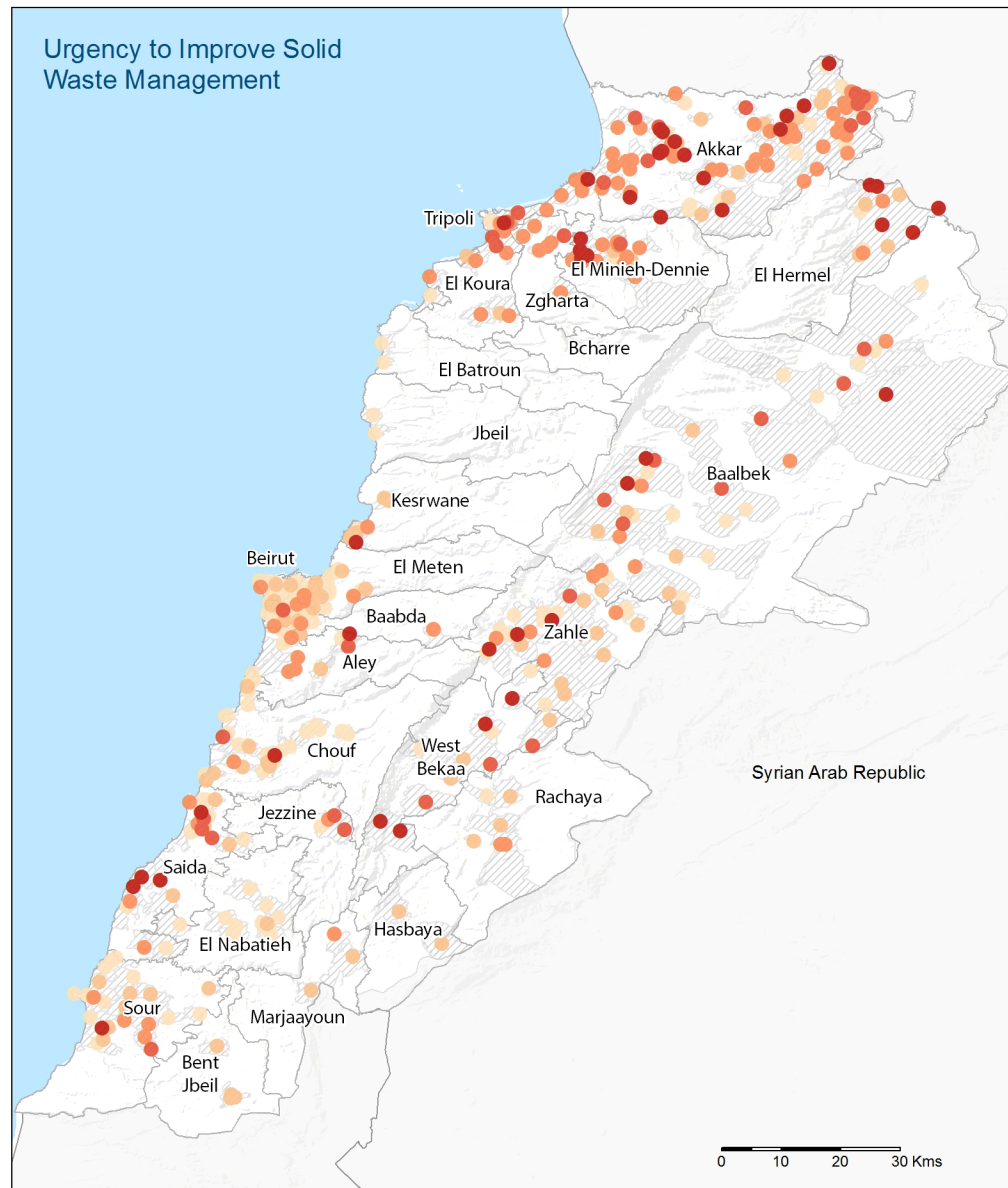 Urgency to Improve Solid
Waste Management
Akkar
Tripoli
El Minieh-Dennie
El Hermel
El Koura
Zgharta
Bcharre
El Batroun
Jbeil
Baalbek
Kesrwane
Beirut
El Meten
Baabda
Zahle
Aley
Chouf
West
Bekaa
Syrian Arab Republic
Rachaya
Jezzine
Saida
Hasbaya
El Nabatieh
Sour
Marjaayoun
Bent
Jbeil
0 10 20 30 Kms